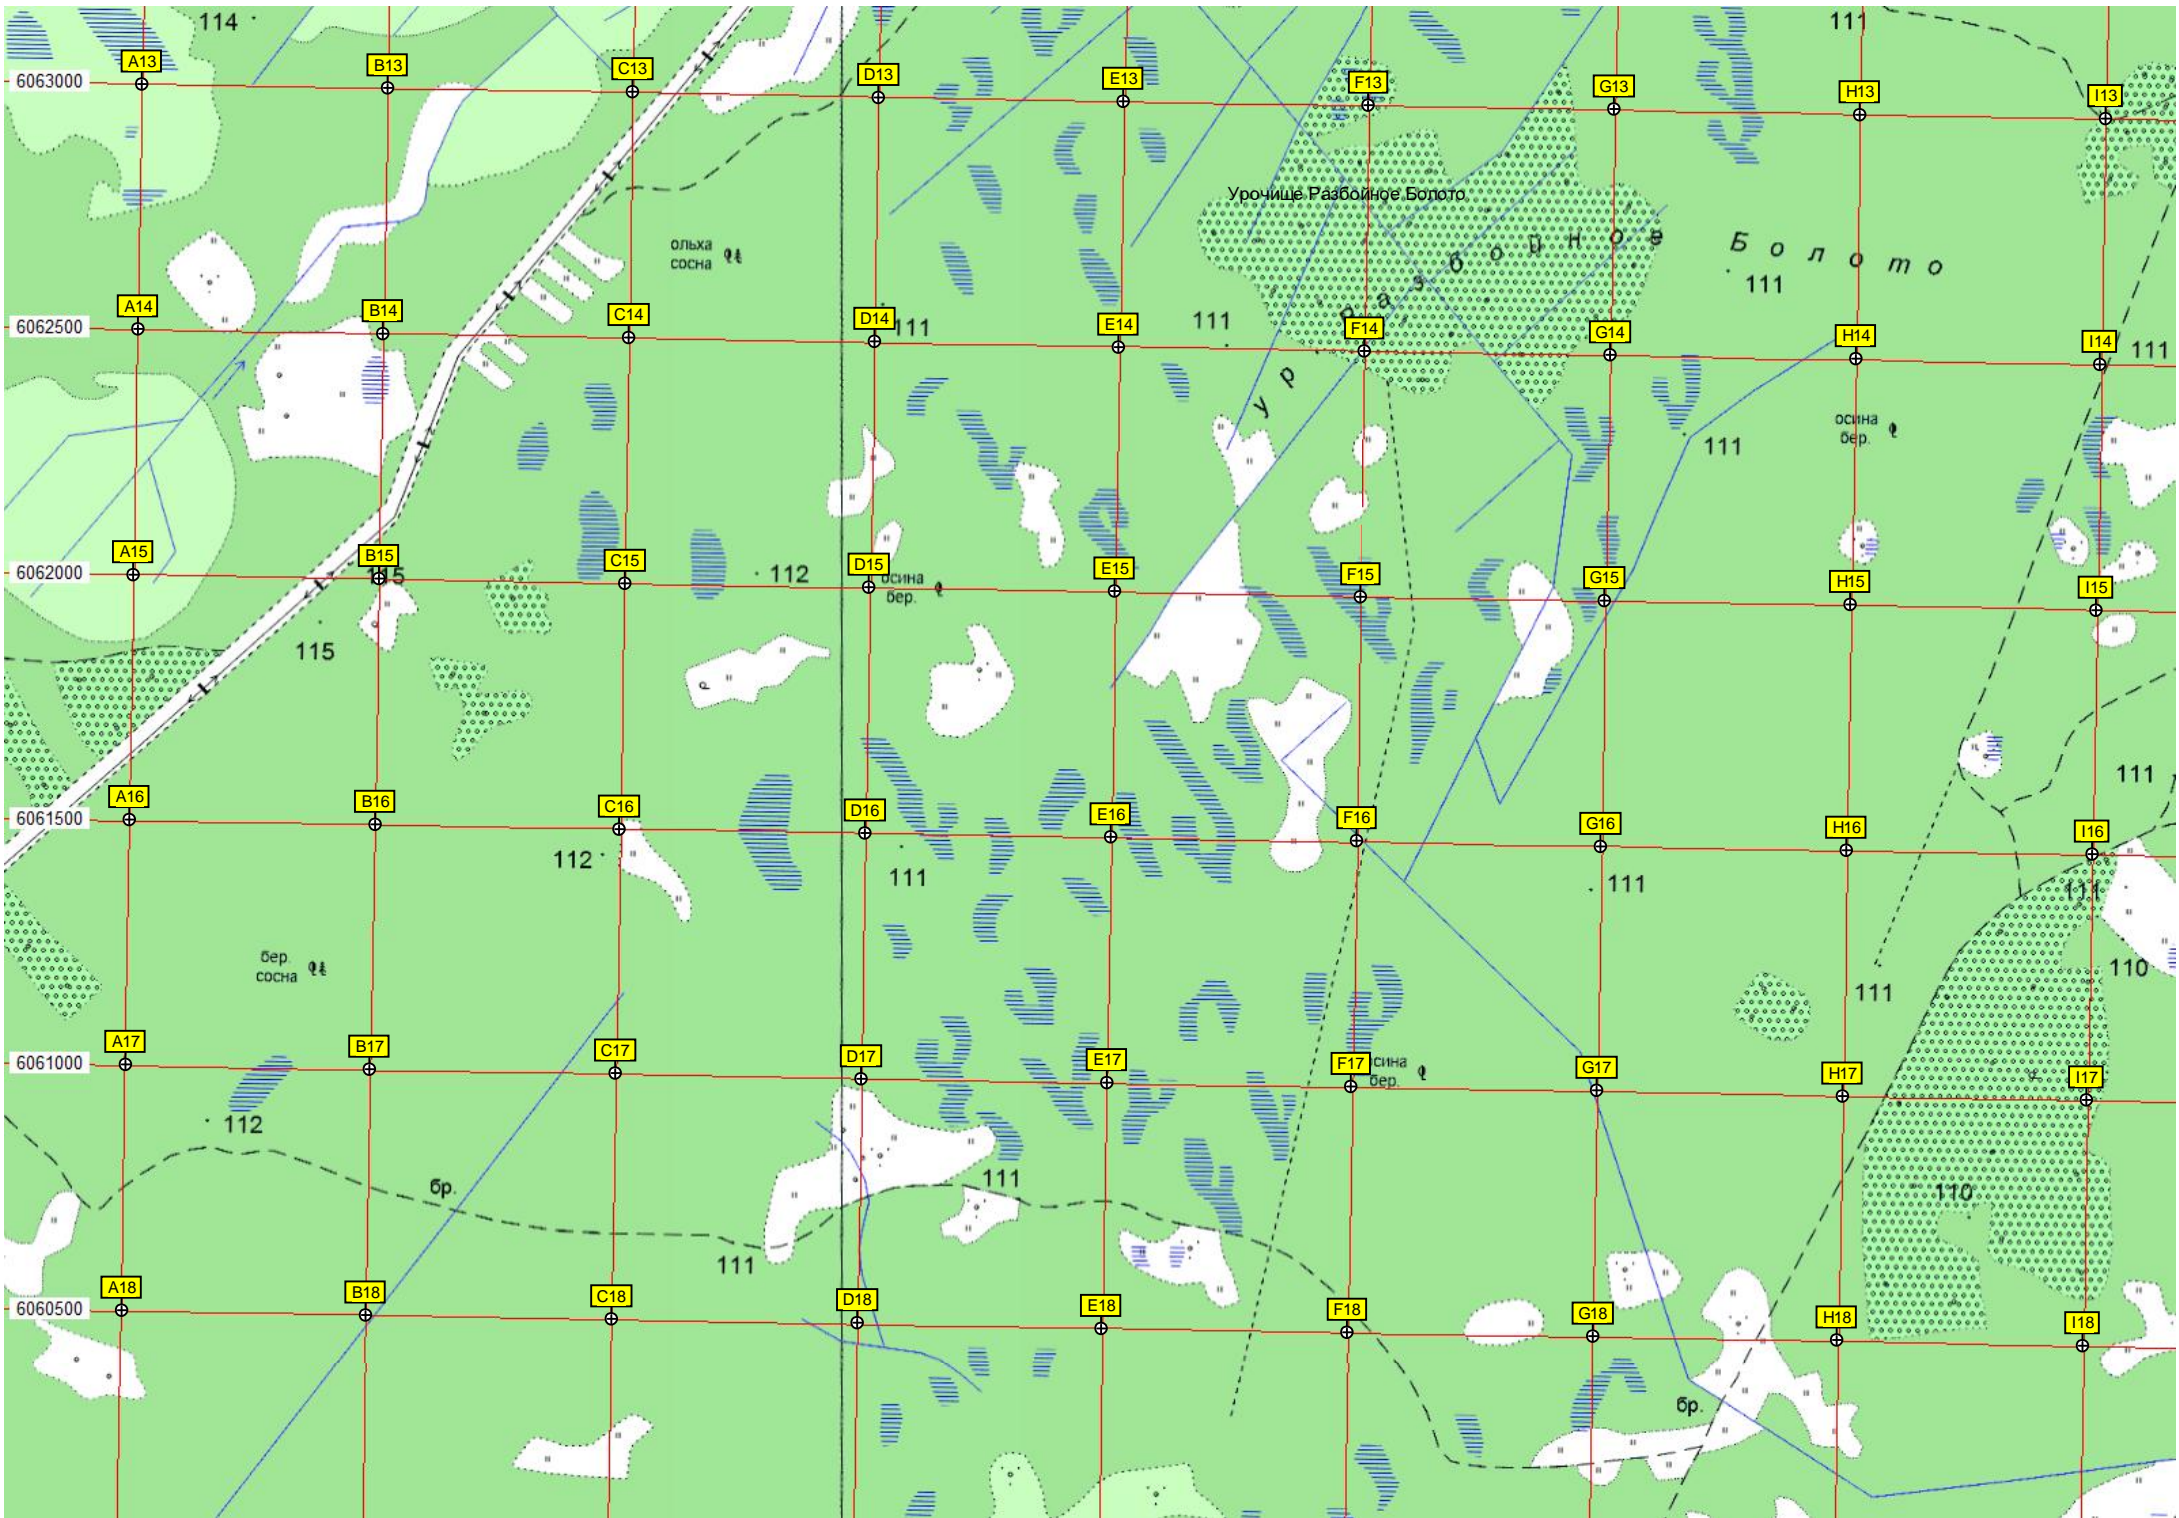 114
111
A13
B13
C13
D13
E13
F13
G13
H13
I13
6063000
Урочище Разбойное Болото
ур. Разбойное Болото
ольха
сосна
111
A14
B14
C14
D14
E14
F14
G14
H14
I14
6062500
111
111
111
осина
бер.
111
A15
B15
C15
D15
E15
F15
G15
H15
I15
6062000
115
112
осина
бер.
115
111
A16
B16
C16
D16
E16
F16
G16
H16
I16
6061500
112
111
111
111
бер.
сосна
110
111
A17
B17
C17
D17
E17
F17
G17
H17
I17
6061000
бер.
112
бр.
111
110
111
A18
B18
C18
D18
E18
F18
G18
H18
I18
6060500
бр.